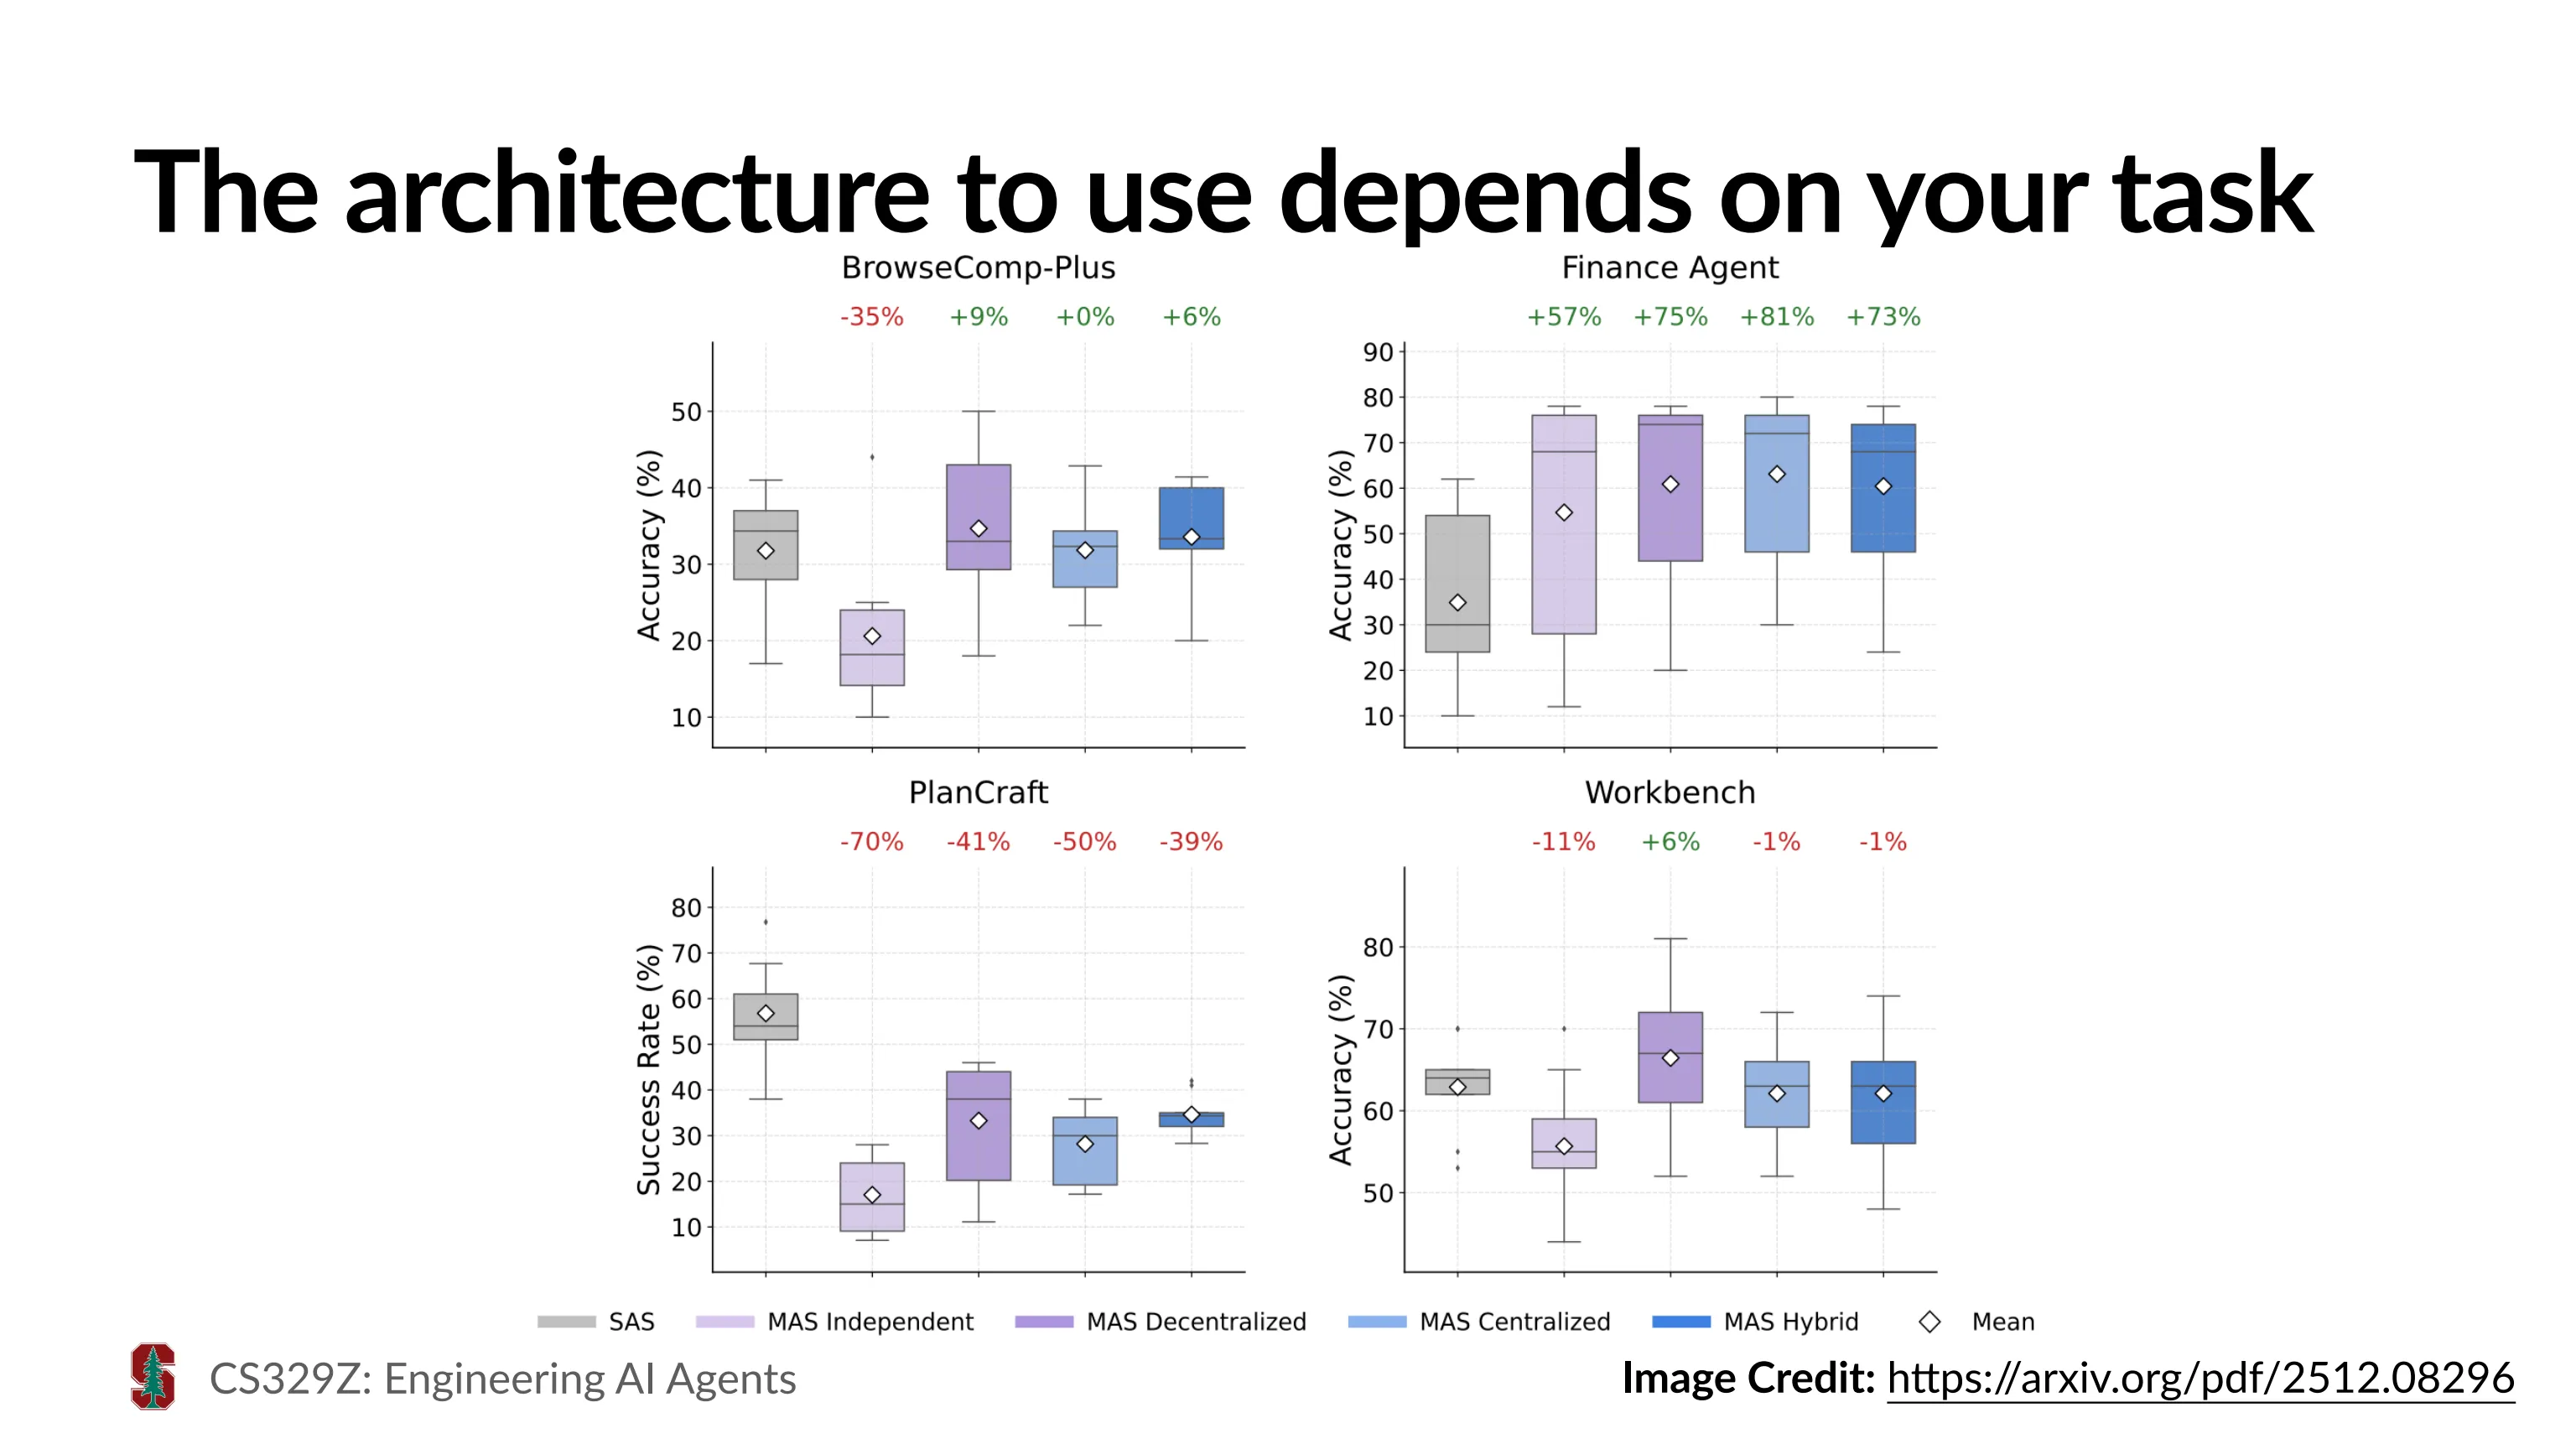 The architecture to use depends on your task
BrowseComp-Plus
-35% +9% +0% +6%
Accuracy (%)
50
40
30
20
10
Finance Agent
+57% +75% +81% +73%
Accuracy (%)
90
80
70
60
50
40
30
20
10
PlanCraft
-70% -41% -50% -39%
Success Rate (%)
80
70
60
50
40
30
20
10
Workbench
-11% +6% -1% -1%
Accuracy (%)
80
70
60
50
SAS MAS Independent MAS Decentralized MAS Centralized MAS Hybrid Mean
CS329Z: Engineering AI Agents
Image Credit: https://arxiv.org/pdf/2512.08296